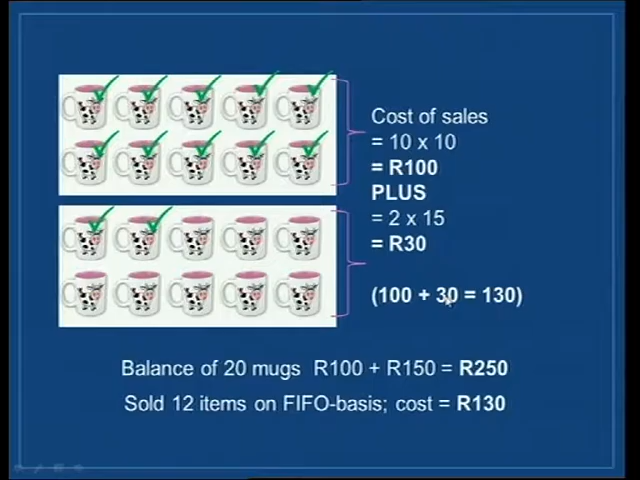 Cost of sales
= 10 x 10
= R100
PLUS
= 2 x 15
= R30
(100 + 30 = 130)
Balance of 20 mugs R100 + R150 = R250
Sold 12 items on FIFO-basis; cost = R130